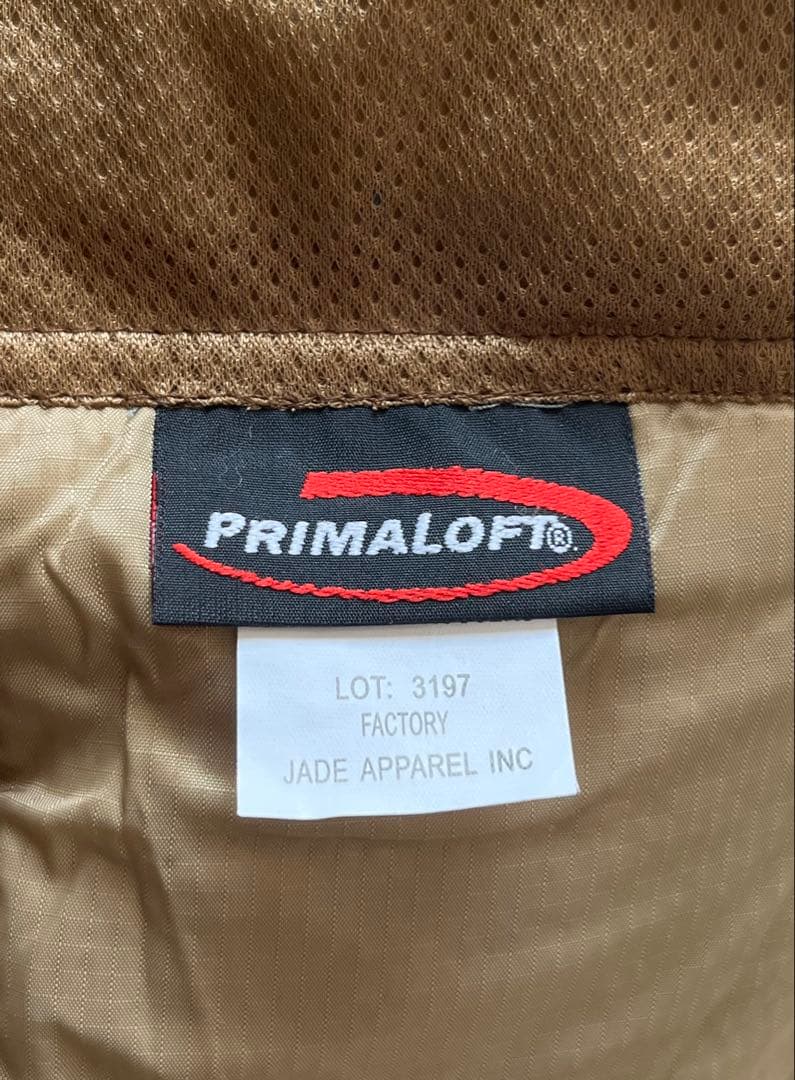 PRIMALOFT®
LOT: 3197
FACTORY
JADE APPAREL INC